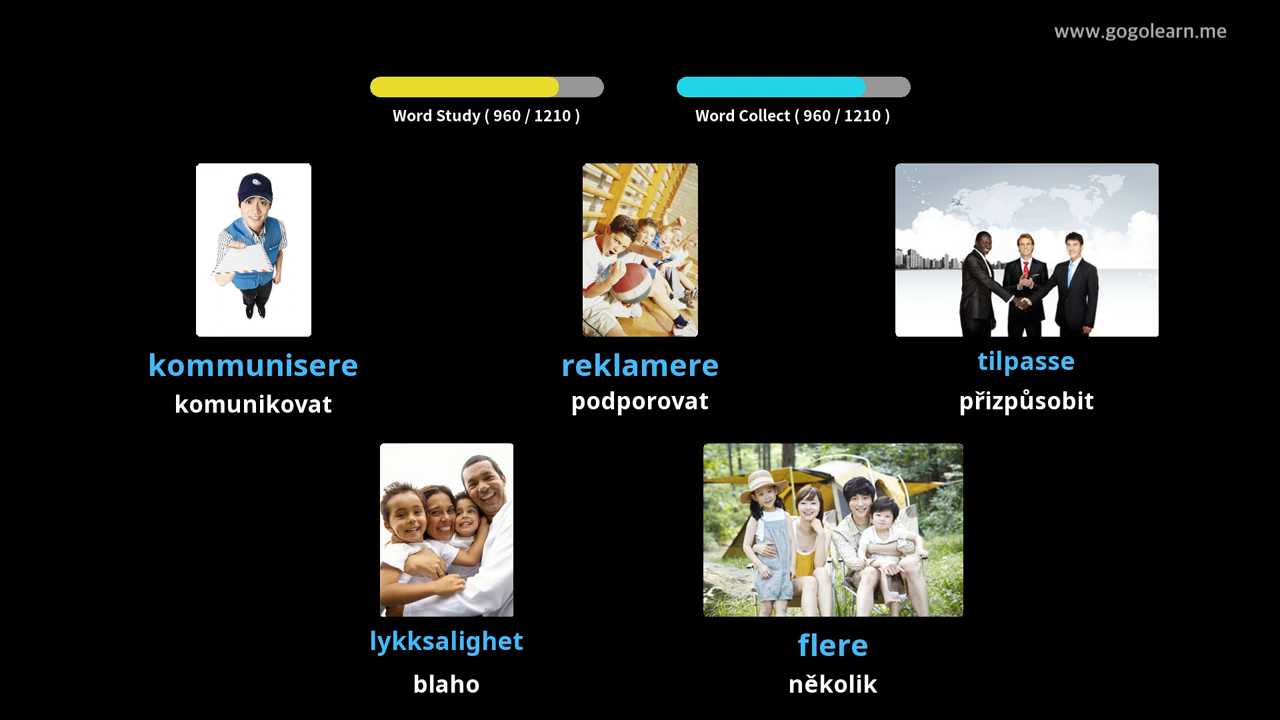 www.gogolearn.me
Word Study ( 960 / 1210 )
Word Collect ( 960 / 1210 )
kommunisere
komunikovat
reklamere
podporovat
tilpasse
přizpůsobit
lykksalighet
blaho
flere
několik